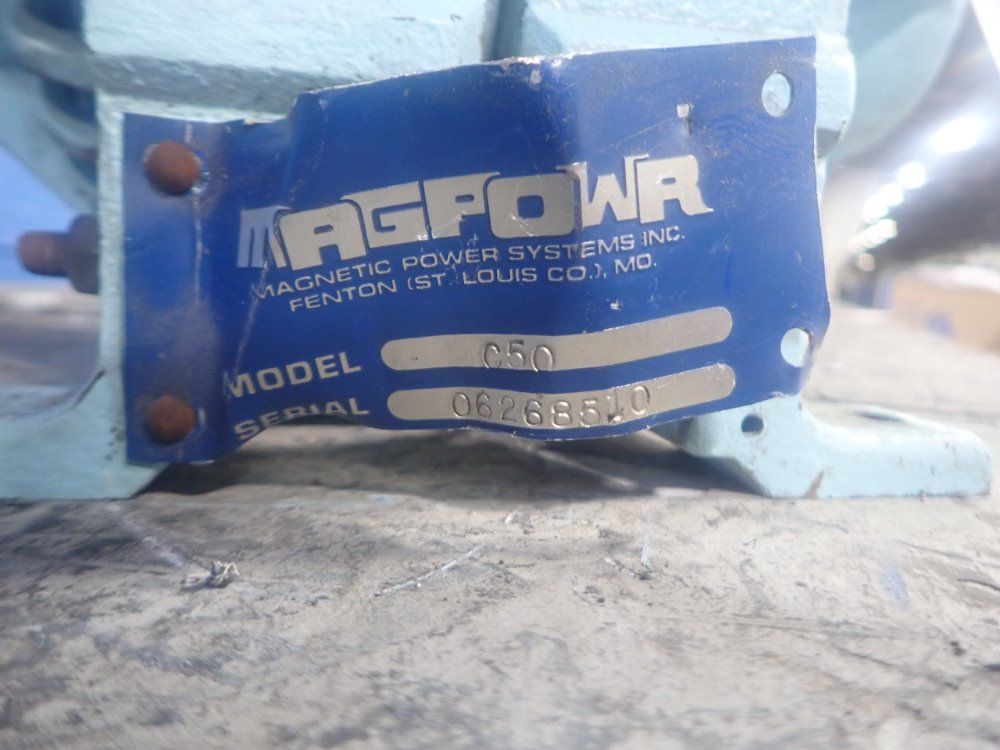 MAGPOWR
MAGNETIC POWER SYSTEMS INC.
FENTON (ST. LOUIS CO.), MO.
MODEL C50
SERIAL 06268510